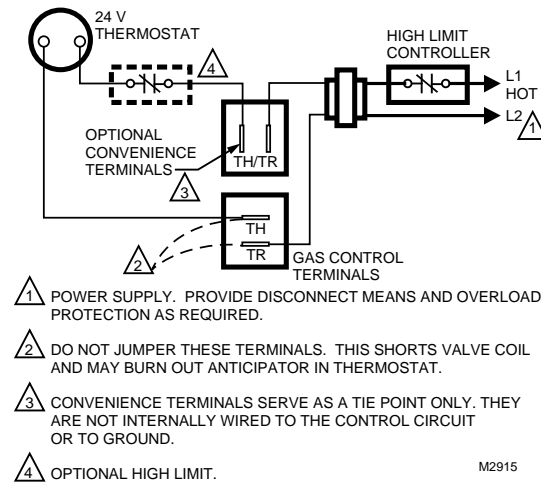 24 V
THERMOSTAT
4
HIGH LIMIT
CONTROLLER
L1
HOT
L2
1
OPTIONAL
CONVENIENCE
TERMINALS
TH/TR
3
TH
TR
2
GAS CONTROL
TERMINALS
1 POWER SUPPLY. PROVIDE DISCONNECT MEANS AND OVERLOAD
PROTECTION AS REQUIRED.
2 DO NOT JUMPER THESE TERMINALS. THIS SHORTS VALVE COIL
AND MAY BURN OUT ANTICIPATOR IN THERMOSTAT.
3 CONVENIENCE TERMINALS SERVE AS A TIE POINT ONLY. THEY
ARE NOT INTERNALLY WIRED TO THE CONTROL CIRCUIT
OR TO GROUND.
4 OPTIONAL HIGH LIMIT.
M2915